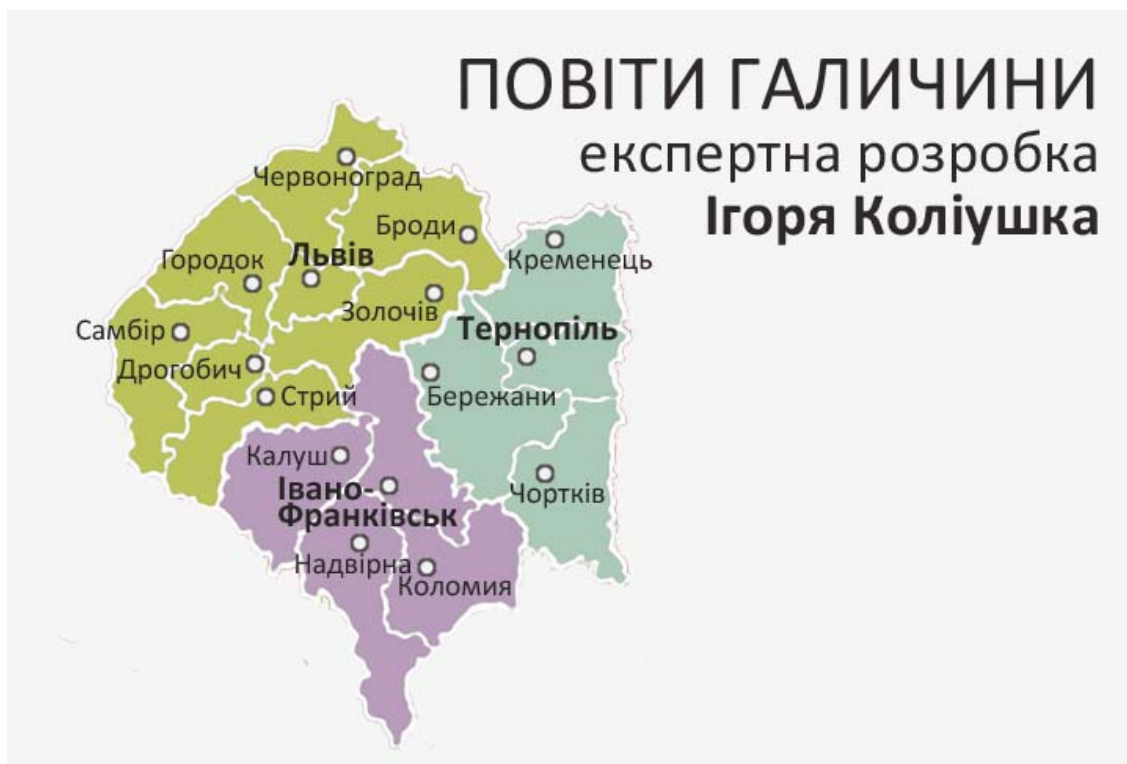 ПОВІТИ ГАЛИЧИНИ
експертна розробка
Ігоря Коліушка
Червоноград
Броди
Городок
Львів
Кременець
Золочів
Самбір
Тернопіль
Дрогобич
Стрий
Бережани
Калуш
Івано-
Франківськ
Чортків
Надвірна
Коломия